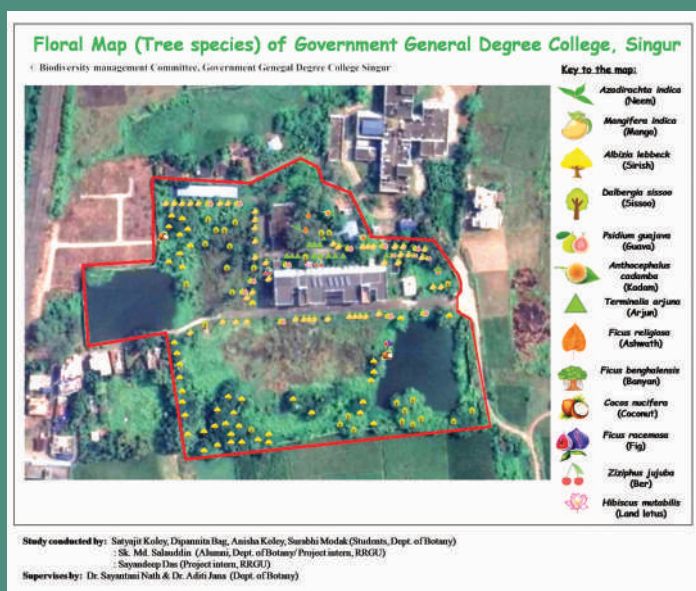 Floral Map (Tree species) of Government General Degree College, Singur
© Biodiversity management Committee, Government Genegal Degree College Singur
Key to the map:
Azadirachta indica
(Neem)
Mangifera indica
(Mango)
Albizia lebbeck
(Sirish)
Dalbergia sissoo
(Sissoo)
Psidium guajava
(Guava)
Anthocephalus
cadamba
(Kadam)
Terminalia arjuna
(Arjun)
Ficus religiosa
(Ashwath)
Ficus benghalensis
(Banyan)
Cocos nucifera
(Coconut)
Ficus racemosa
(Fig)
Ziziphus jujuba
(Ber)
Hibiscus mutabilis
(Land lotus)
Study conducted by: Satyajit Koley, Dipannita Bag, Anisha Koley, Surabhi Modak (Students, Dept. of Botany)
: Sk. Md. Salauddin (Alumni, Dept. of Botany/ Project intern, RRGU)
: Sayandeep Das (Project intern, RRGU)
Supervises by: Dr. Sayantani Nath & Dr. Aditi Jana (Dept. of Botany)